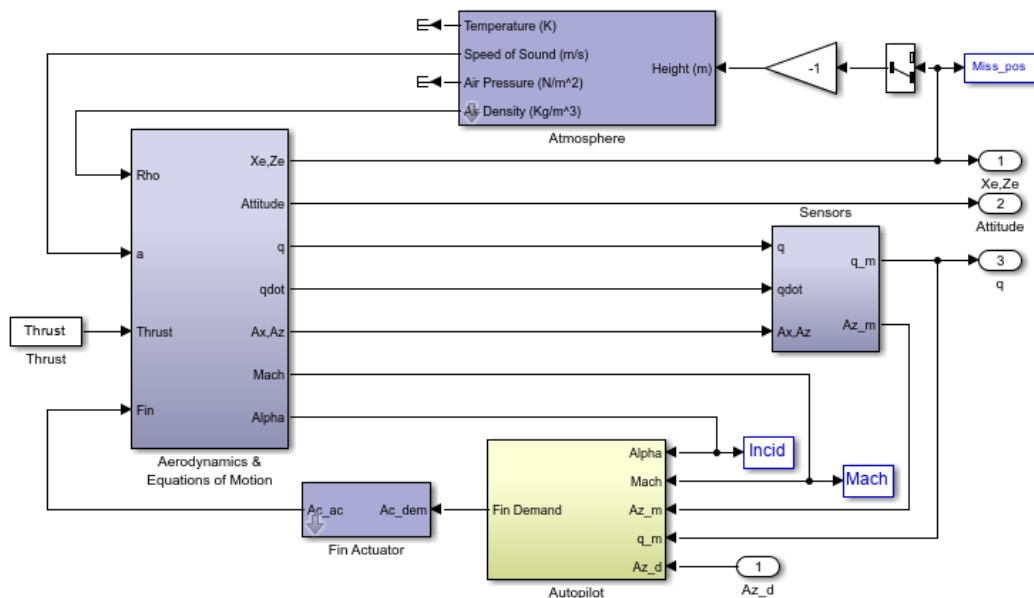 Temperature (K)
Speed of Sound (m/s)
Air Pressure (N/m^2)
Air Density (Kg/m^3)
Height (m)
Atmosphere
-1
Miss_pos
Rho
a
Thrust
Fin
Xe,Ze
Attitude
q
qdot
Ax,Az
Mach
Alpha
Aerodynamics &
Equations of Motion
Thrust
Thrust
1
Xe,Ze
2
Attitude
Sensors
q
qdot
Ax,Az
q_m
Az_m
3
q
Alpha
Mach
Az_m
q_m
Az_d
Fin Demand
Autopilot
Incid
Mach
Ac_ac
Ac_dem
Fin Actuator
1
Az_d